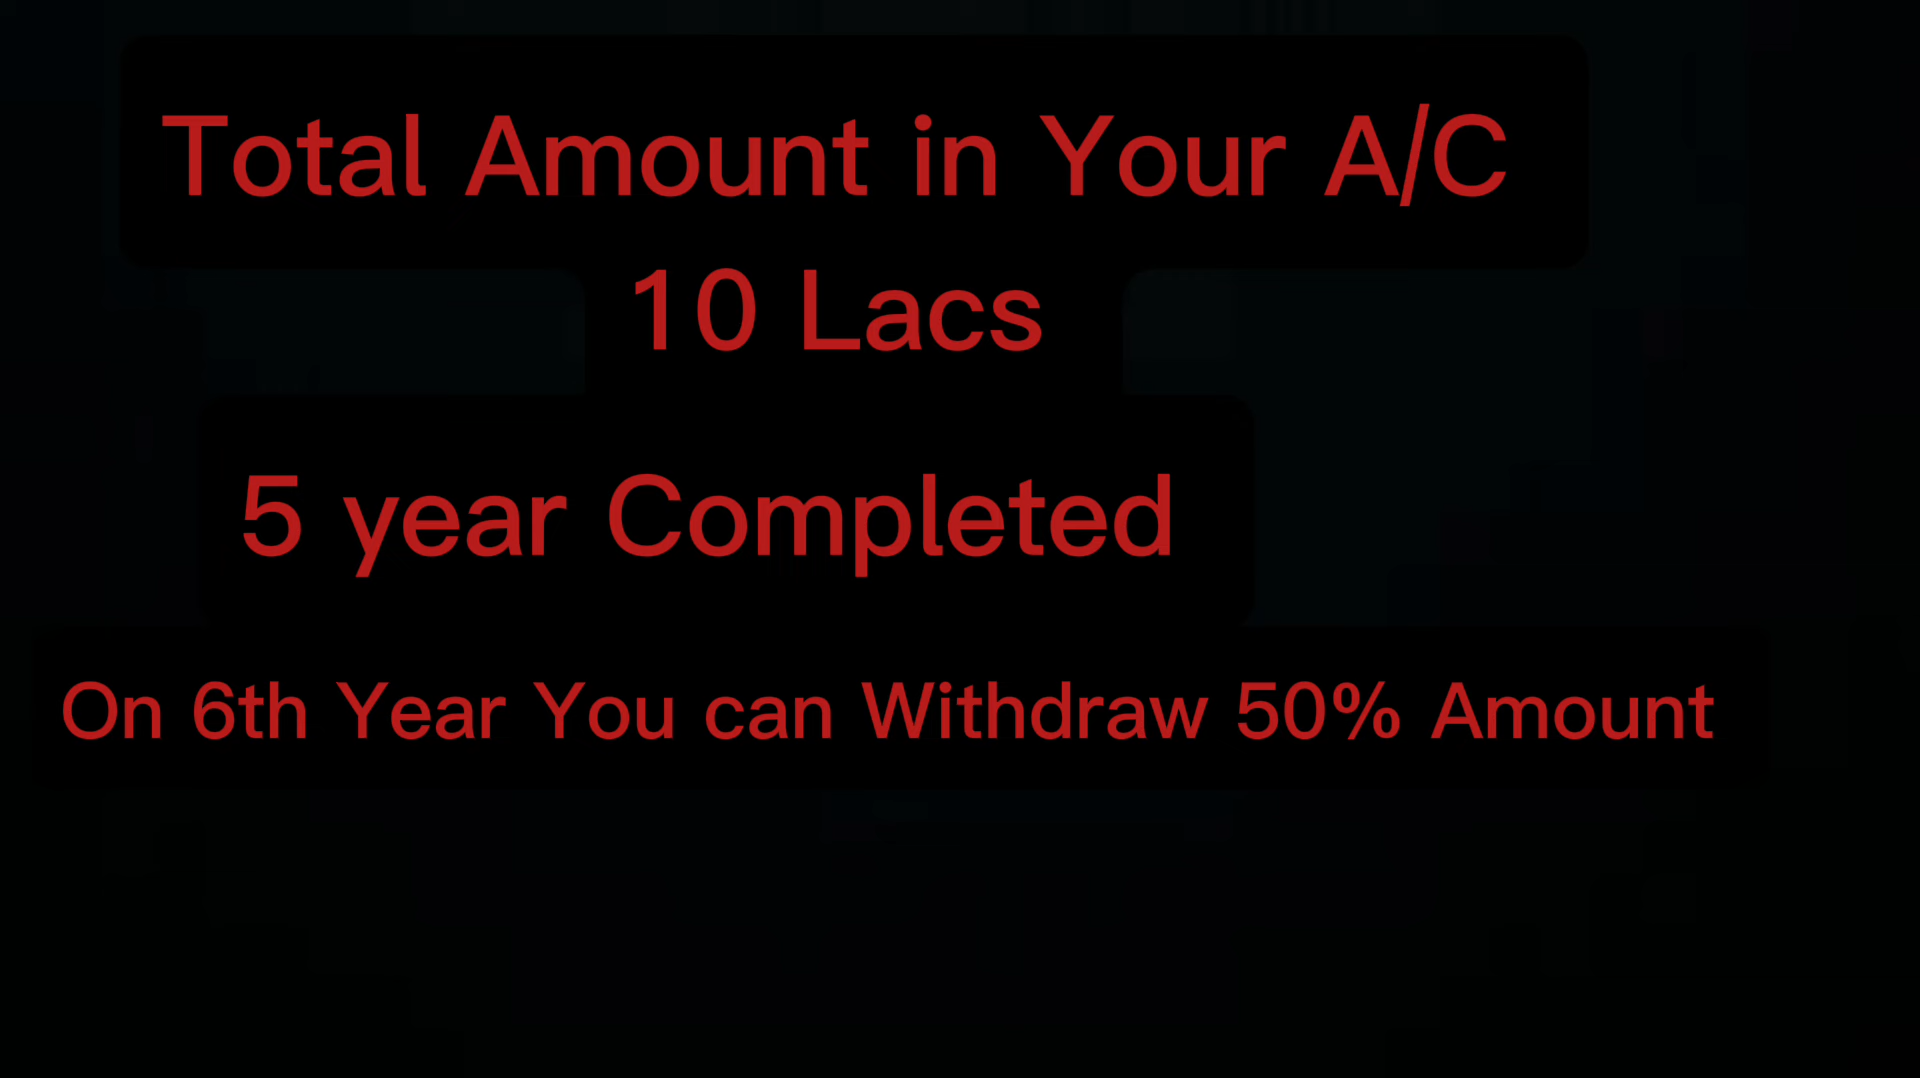 Total Amount in Your A/C
10 Lacs
5 year Completed
On 6th Year You can Withdraw 50% Amount